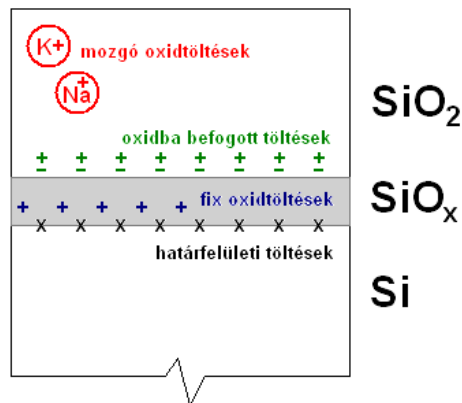 K+ mozgó oxidtöltések
Na+
SiO₂
oxidba befogott töltések
+ + + + + + + +
− − − − − − − −
+ + + + + fix oxidtöltések
SiOₓ
x x x x x x x x
határfelületi töltések
Si